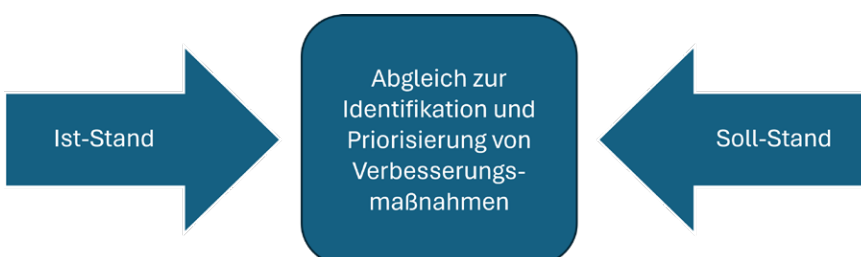 Ist-Stand
Abgleich zur
Identifikation und
Priorisierung von
Verbesserungs-
maßnahmen
Soll-Stand